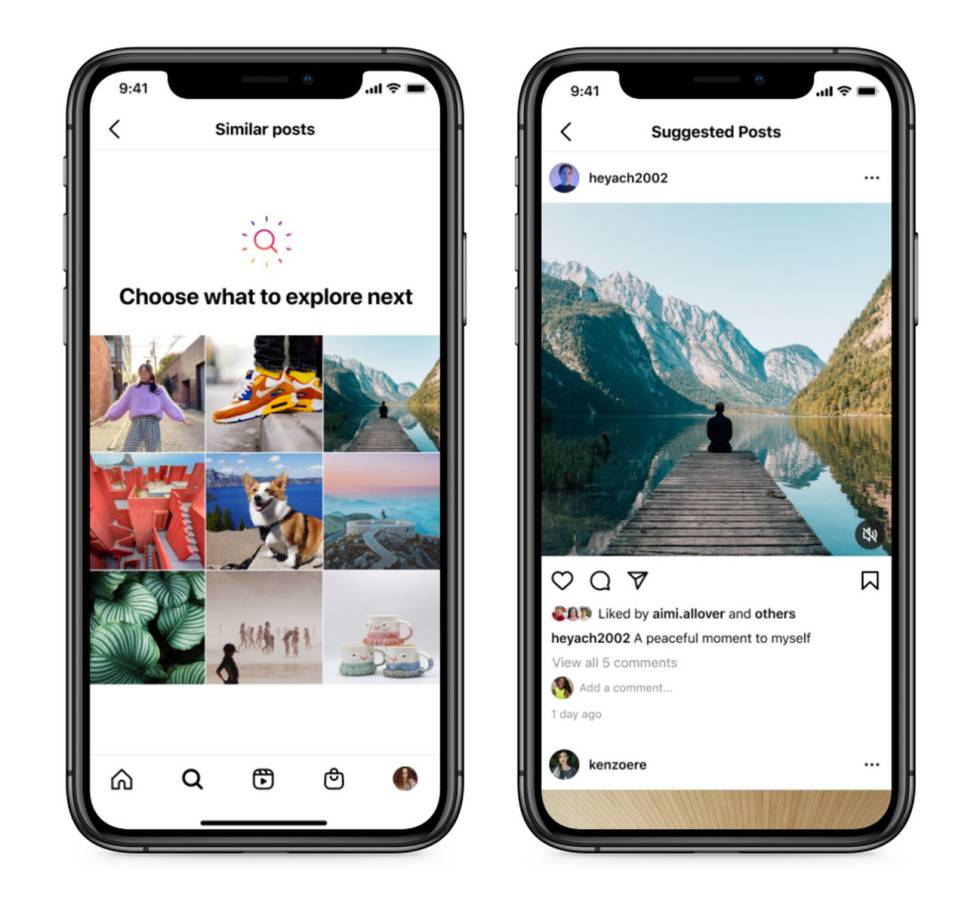 9:41
Similar posts
Choose what to explore next
9:41
Suggested Posts
heyach2002
Liked by aimi.allover and others
heyach2002 A peaceful moment to myself
View all 5 comments
Add a comment...
1 day ago
kenzoere